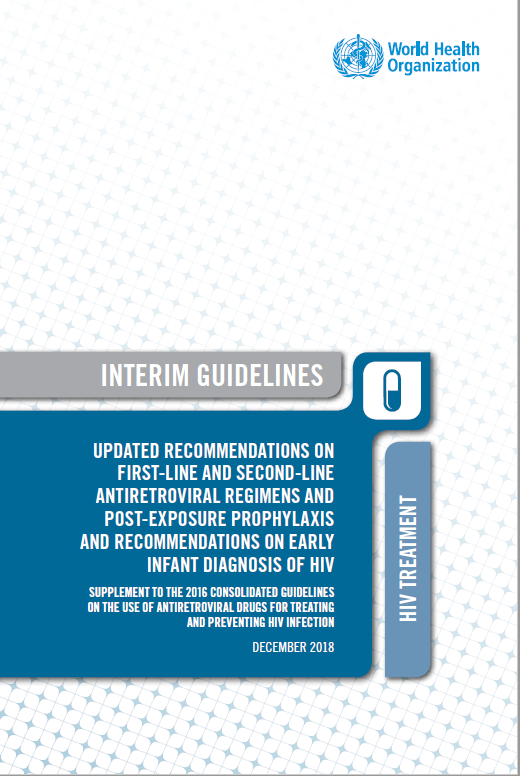 World Health
Organization
INTERIM GUIDELINES
UPDATED RECOMMENDATIONS ON
FIRST-LINE AND SECOND-LINE
ANTIRETROVIRAL REGIMENS AND
POST-EXPOSURE PROPHYLAXIS
AND RECOMMENDATIONS ON EARLY
INFANT DIAGNOSIS OF HIV
SUPPLEMENT TO THE 2016 CONSOLIDATED GUIDELINES
ON THE USE OF ANTIRETROVIRAL DRUGS FOR TREATING
AND PREVENTING HIV INFECTION
DECEMBER 2018
HIV TREATMENT